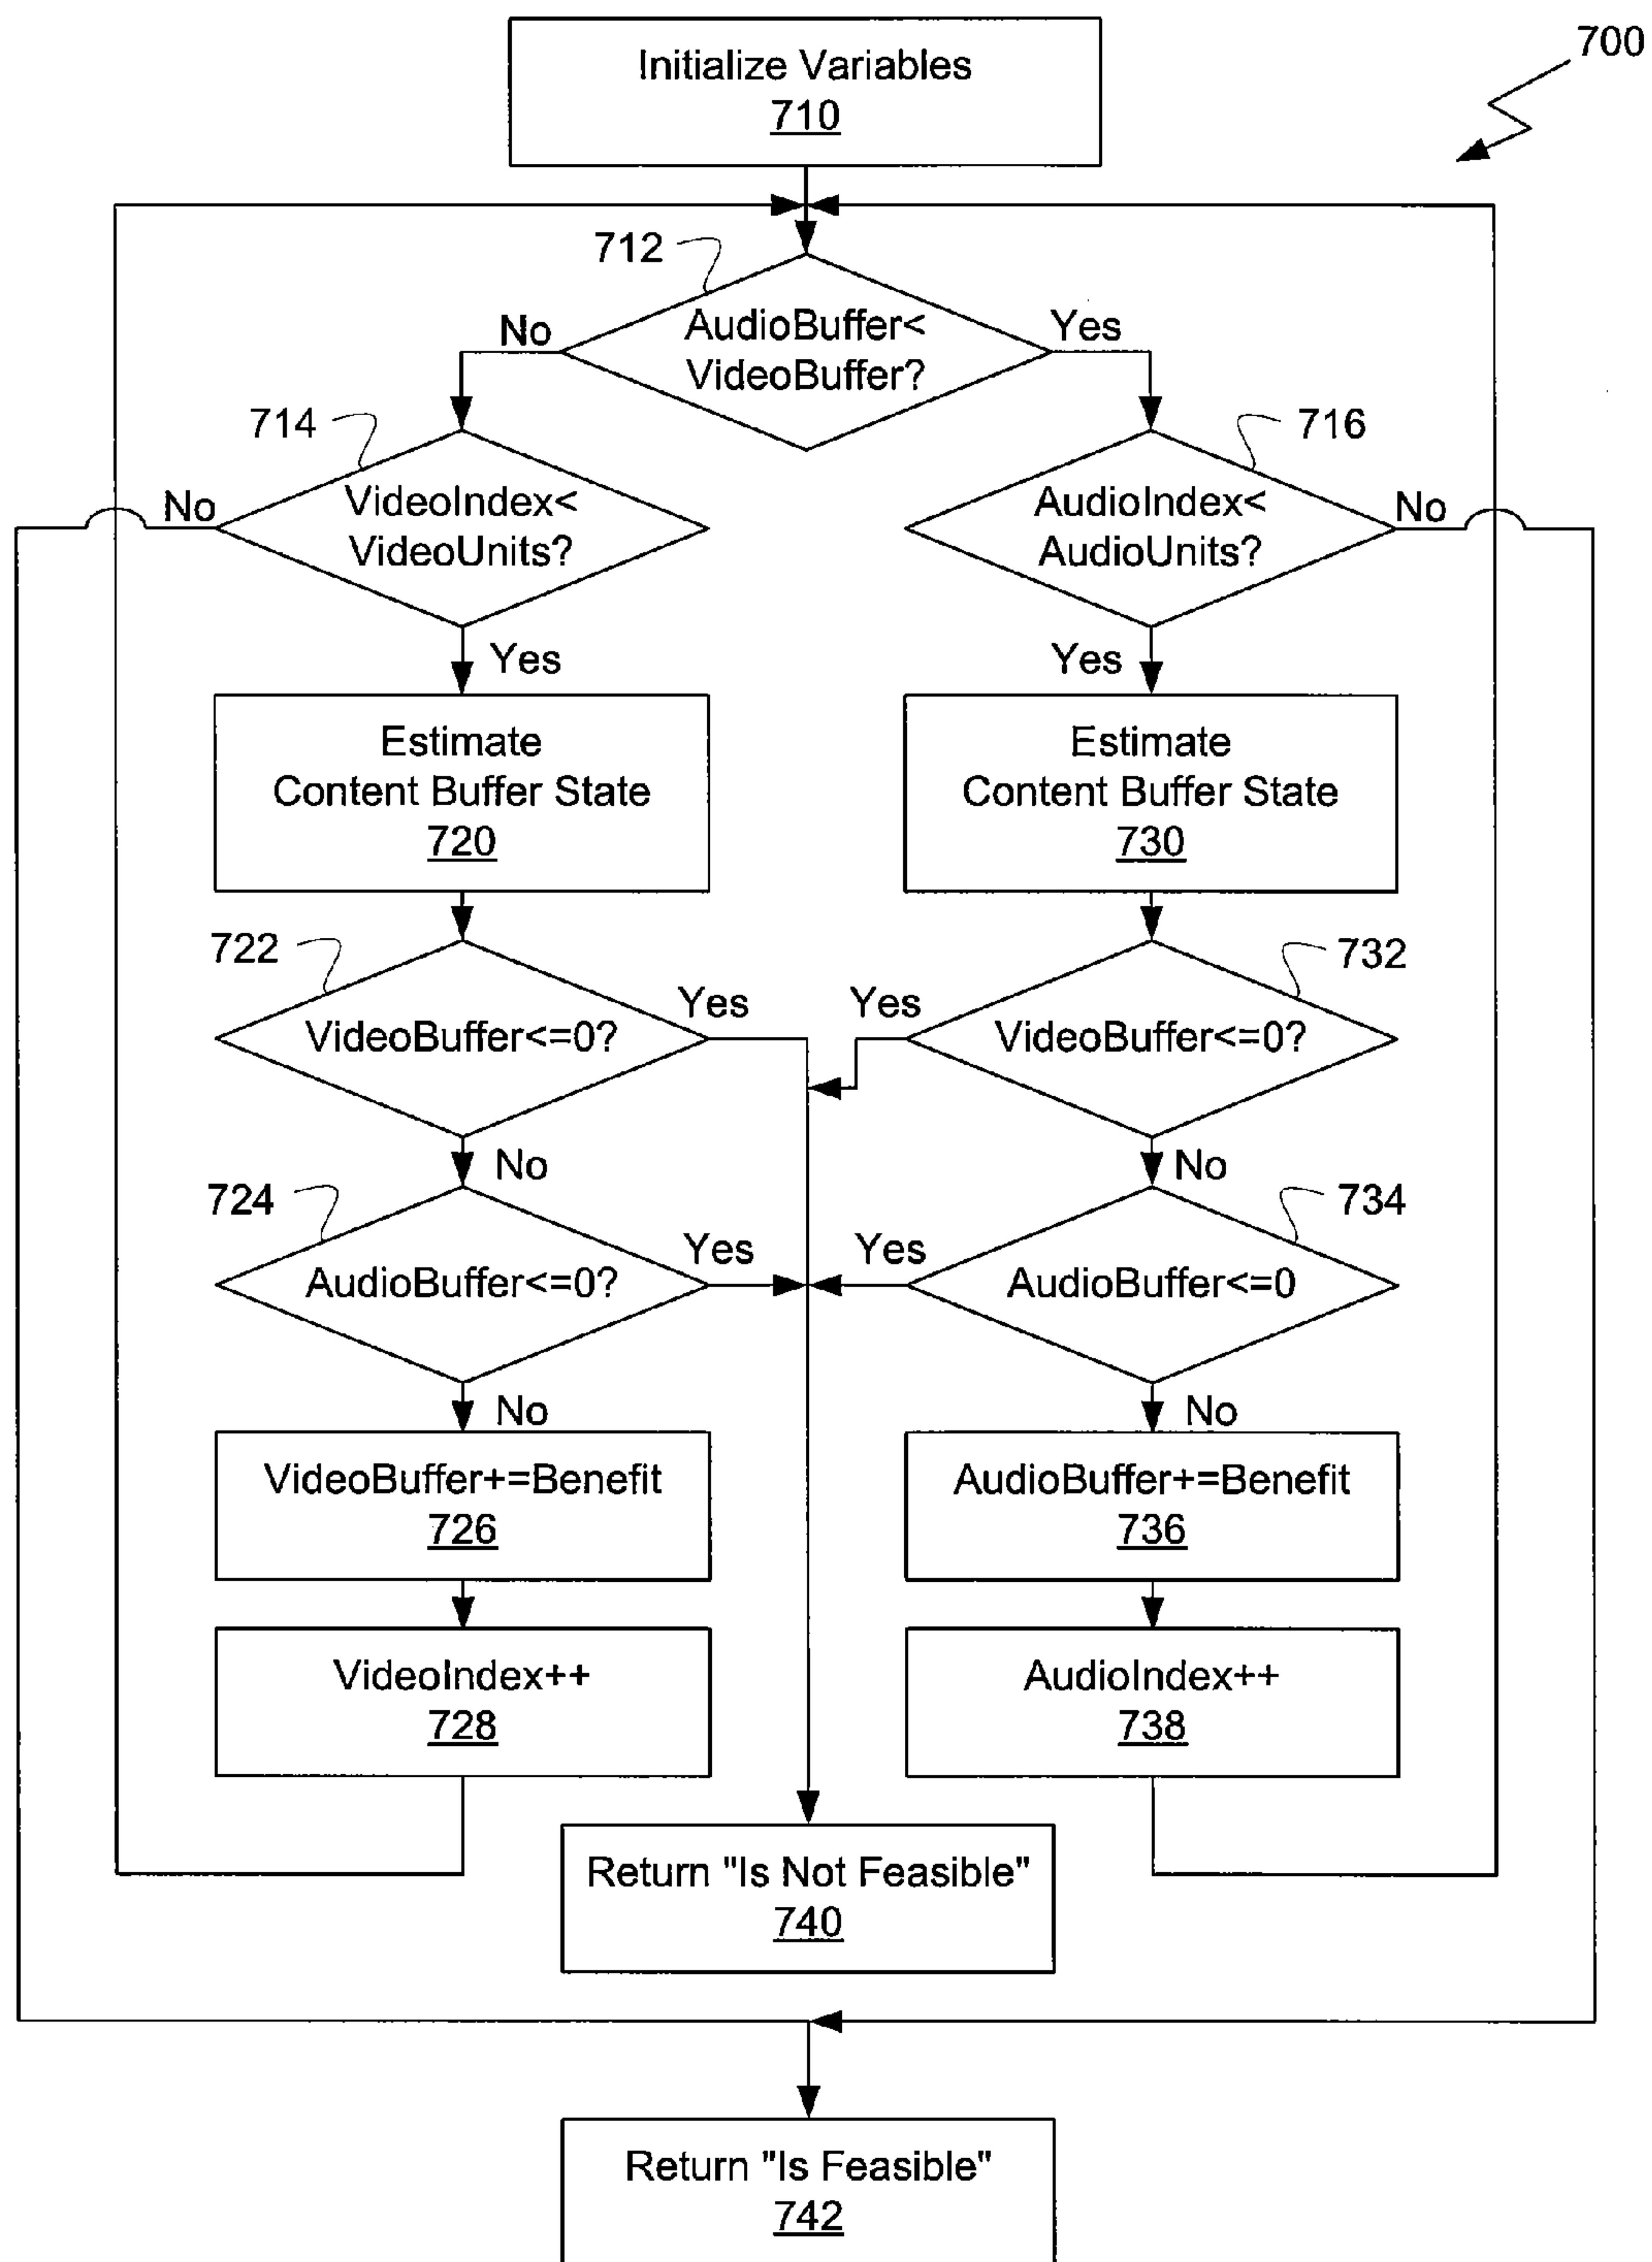 Initialize Variables
710
700
712
AudioBuffer<
VideoBuffer?
No
Yes
714
VideoIndex<
VideoUnits?
No
716
AudioIndex<
AudioUnits?
No
Yes
Yes
Estimate
Content Buffer State
720
Estimate
Content Buffer State
730
722
VideoBuffer<=0?
Yes
732
VideoBuffer<=0?
Yes
No
No
724
AudioBuffer<=0?
Yes
734
AudioBuffer<=0
Yes
No
No
VideoBuffer+=Benefit
726
AudioBuffer+=Benefit
736
VideoIndex++
728
AudioIndex++
738
Return "Is Not Feasible"
740
Return "Is Feasible"
742